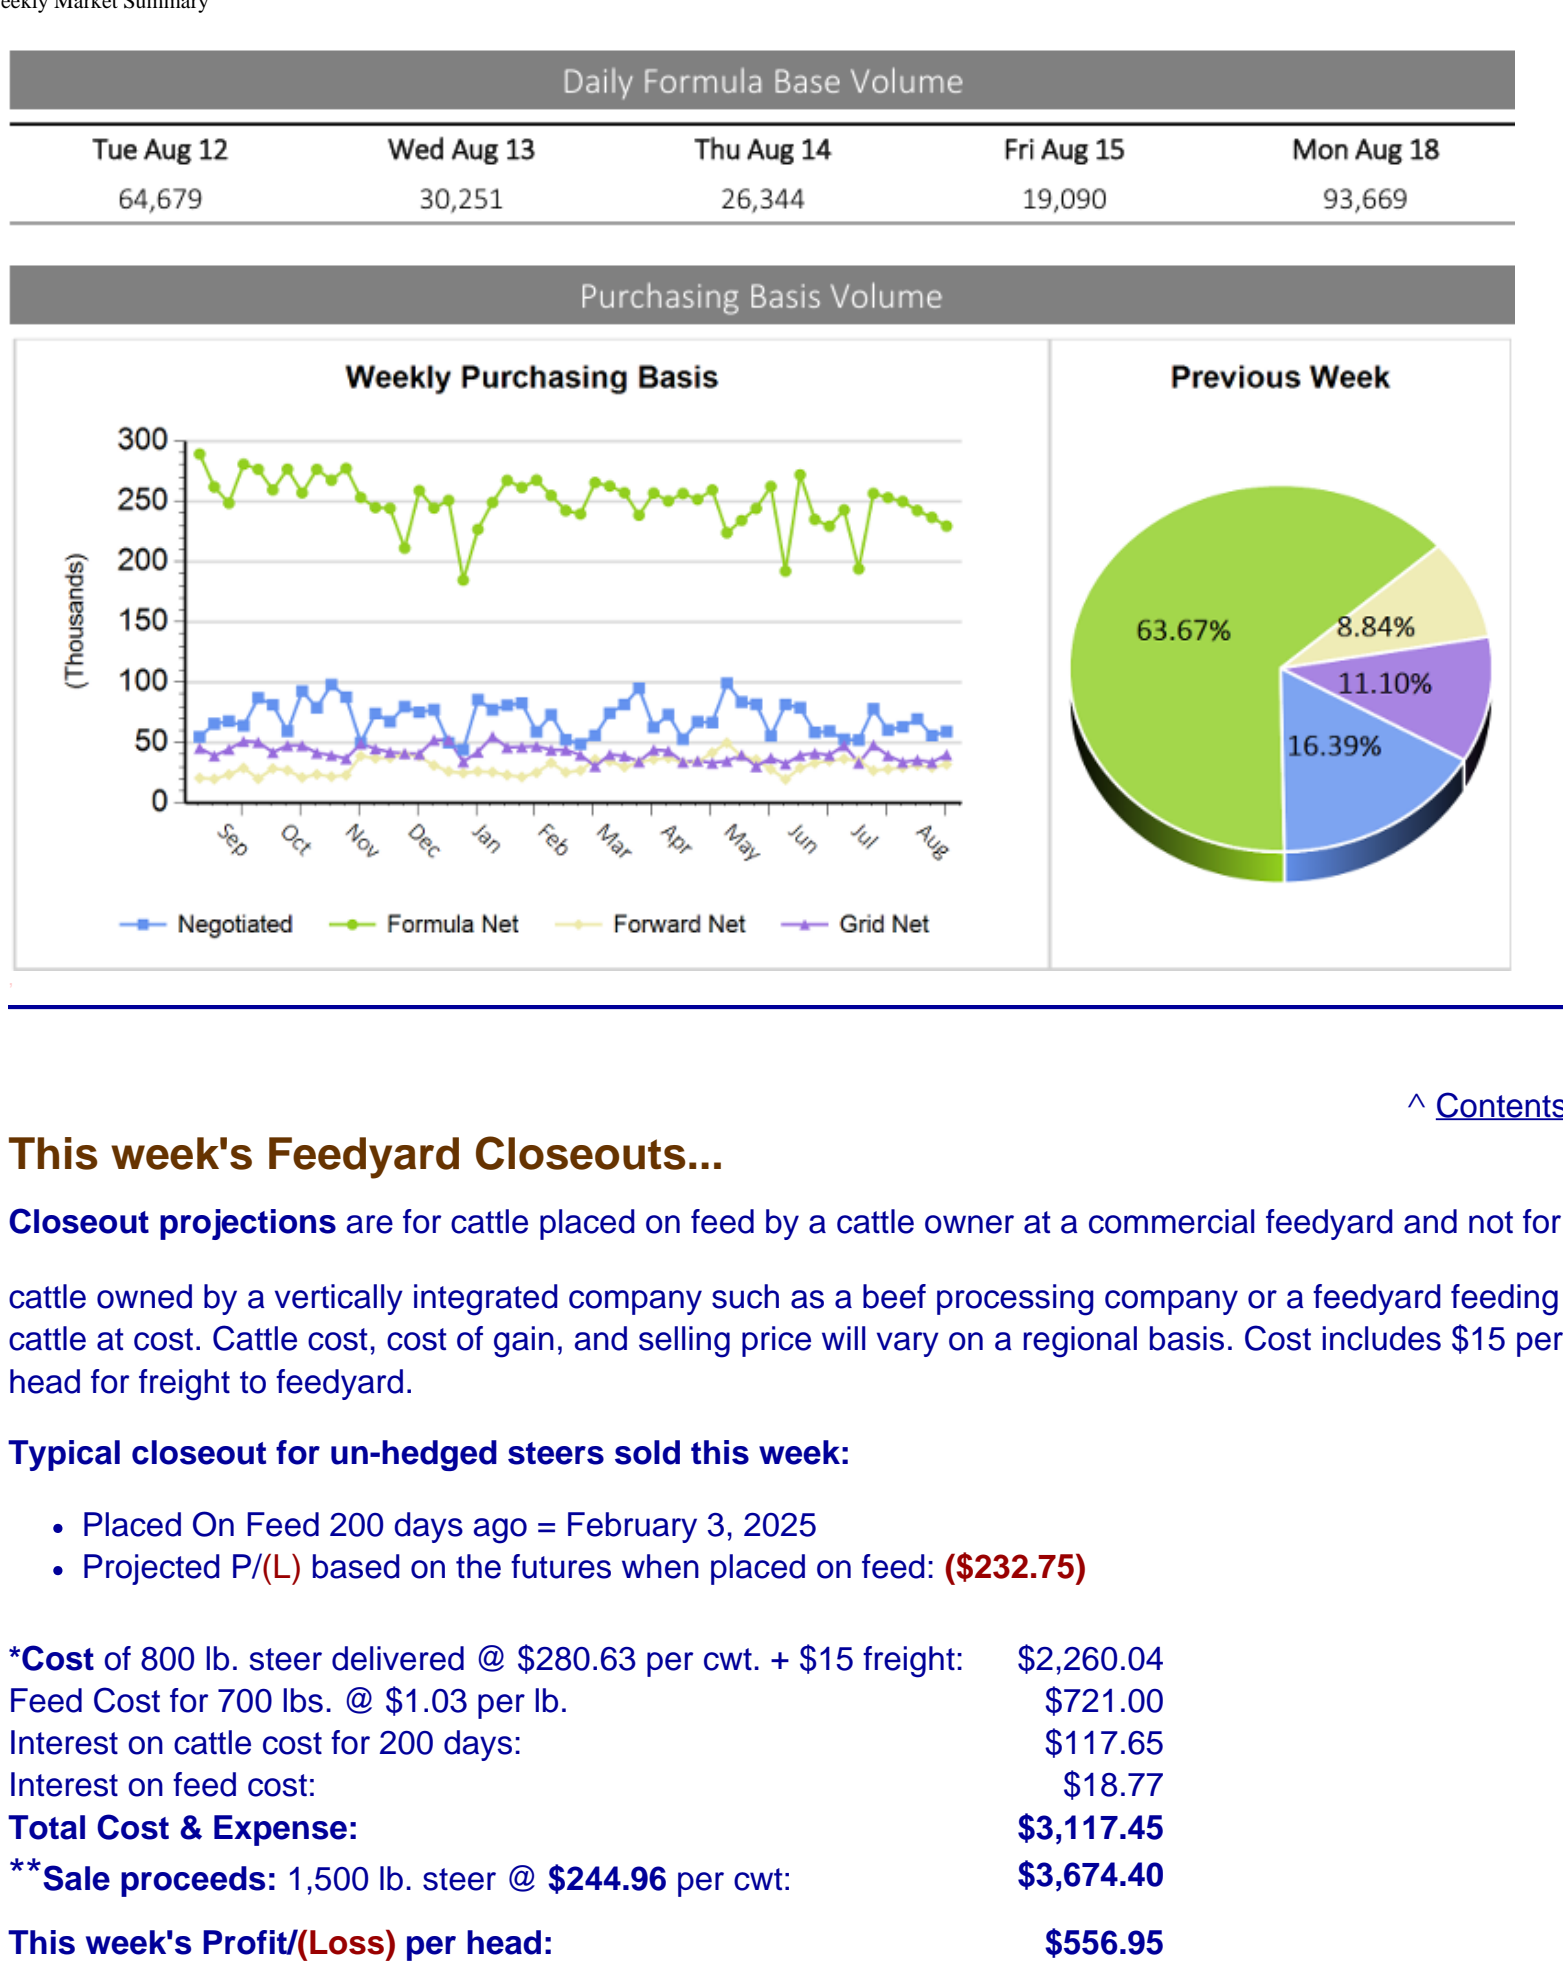 eekly Market Summary
Daily Formula Base Volume
Tue Aug 12 Wed Aug 13 Thu Aug 14 Fri Aug 15 Mon Aug 18
64,679 30,251 26,344 19,090 93,669
Purchasing Basis Volume
Weekly Purchasing Basis
(Thousands)
300
250
200
150
100
50
0
Sep Oct Nov Dec Jan Feb Mar Apr May Jun Jul Aug
Negotiated Formula Net Forward Net Grid Net
Previous Week
63.67%
8.84%
11.10%
16.39%
^ Contents
This week's Feedyard Closeouts...
Closeout projections are for cattle placed on feed by a cattle owner at a commercial feedyard and not for
cattle owned by a vertically integrated company such as a beef processing company or a feedyard feeding
cattle at cost. Cattle cost, cost of gain, and selling price will vary on a regional basis. Cost includes $15 per
head for freight to feedyard.
Typical closeout for un-hedged steers sold this week:
• Placed On Feed 200 days ago = February 3, 2025
• Projected P/(L) based on the futures when placed on feed: ($232.75)
*Cost of 800 lb. steer delivered @ $280.63 per cwt. + $15 freight: $2,260.04
Feed Cost for 700 lbs. @ $1.03 per lb. $721.00
Interest on cattle cost for 200 days: $117.65
Interest on feed cost: $18.77
Total Cost & Expense: $3,117.45
**Sale proceeds: 1,500 lb. steer @ $244.96 per cwt: $3,674.40
This week's Profit/(Loss) per head: $556.95